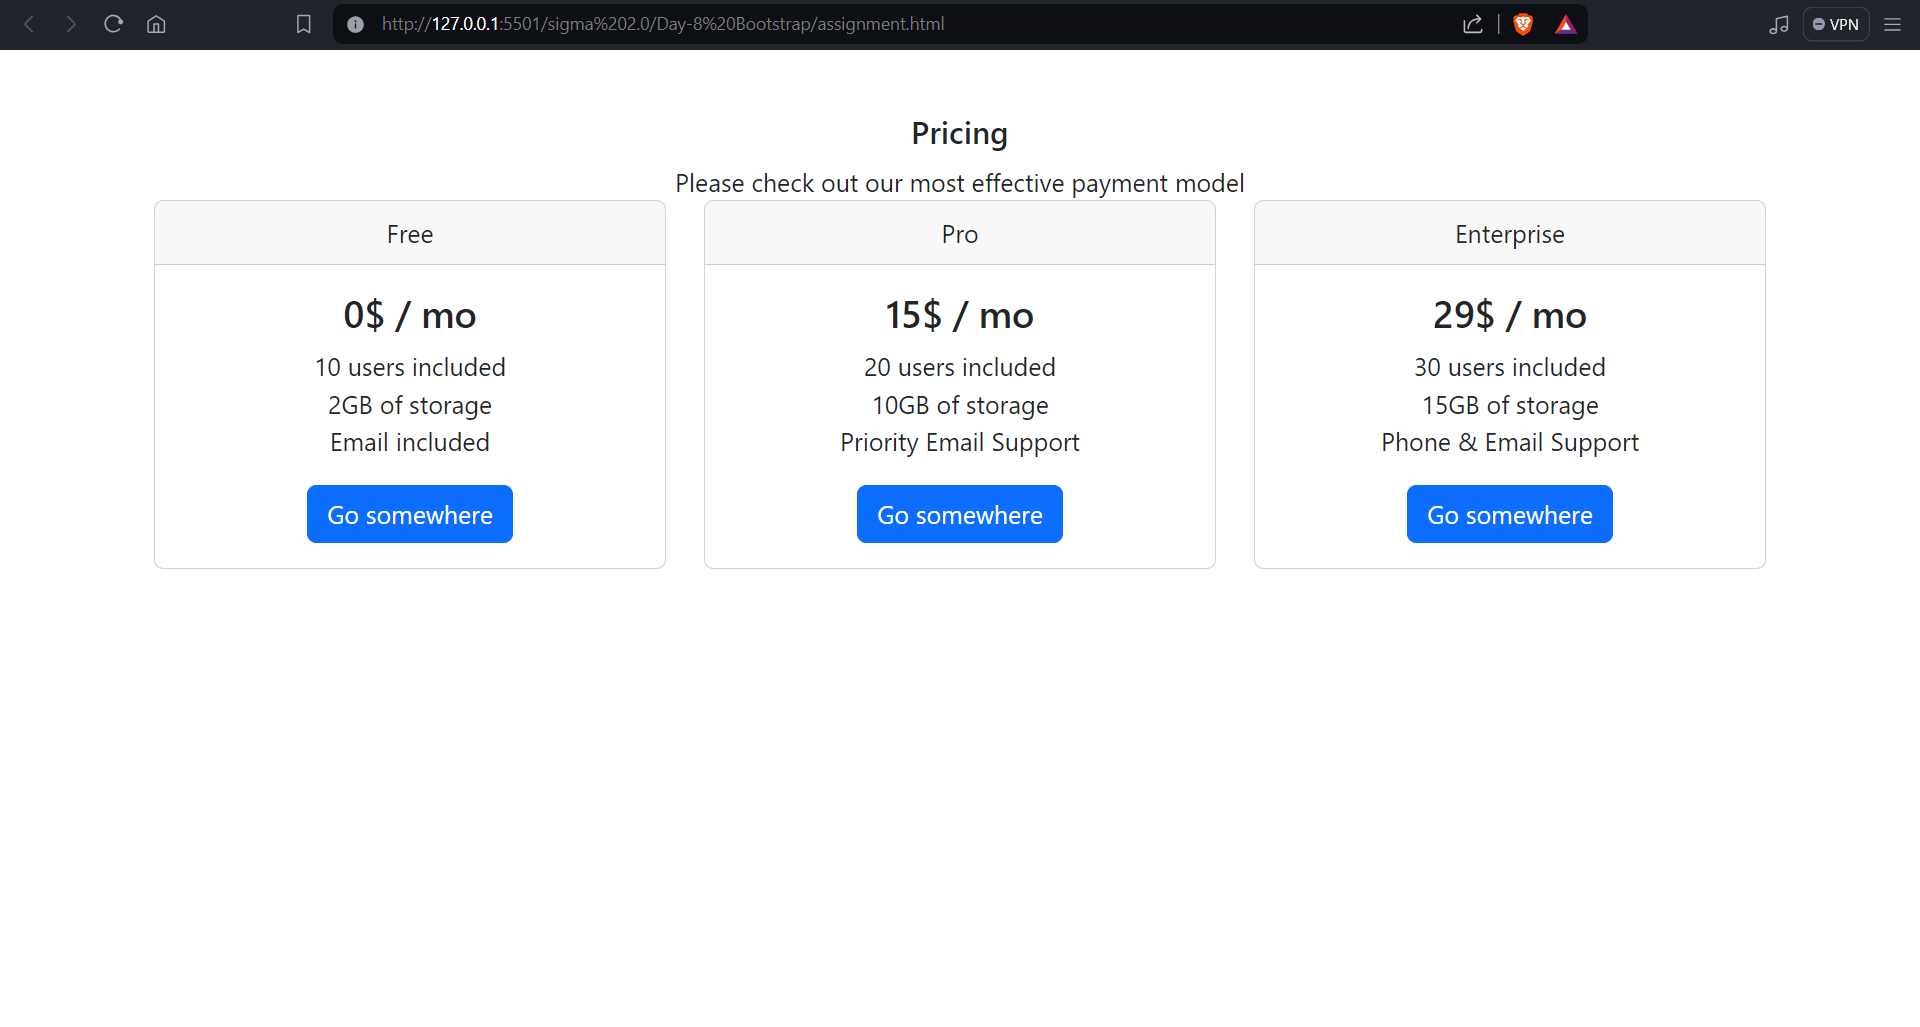 http://127.0.0.1:5501/sigma%202.0/Day-8%20Bootstrap/assignment.html
VPN
Pricing
Please check out our most effective payment model
Free
0$ / mo
10 users included
2GB of storage
Email included
Go somewhere
Pro
15$ / mo
20 users included
10GB of storage
Priority Email Support
Go somewhere
Enterprise
29$ / mo
30 users included
15GB of storage
Phone & Email Support
Go somewhere